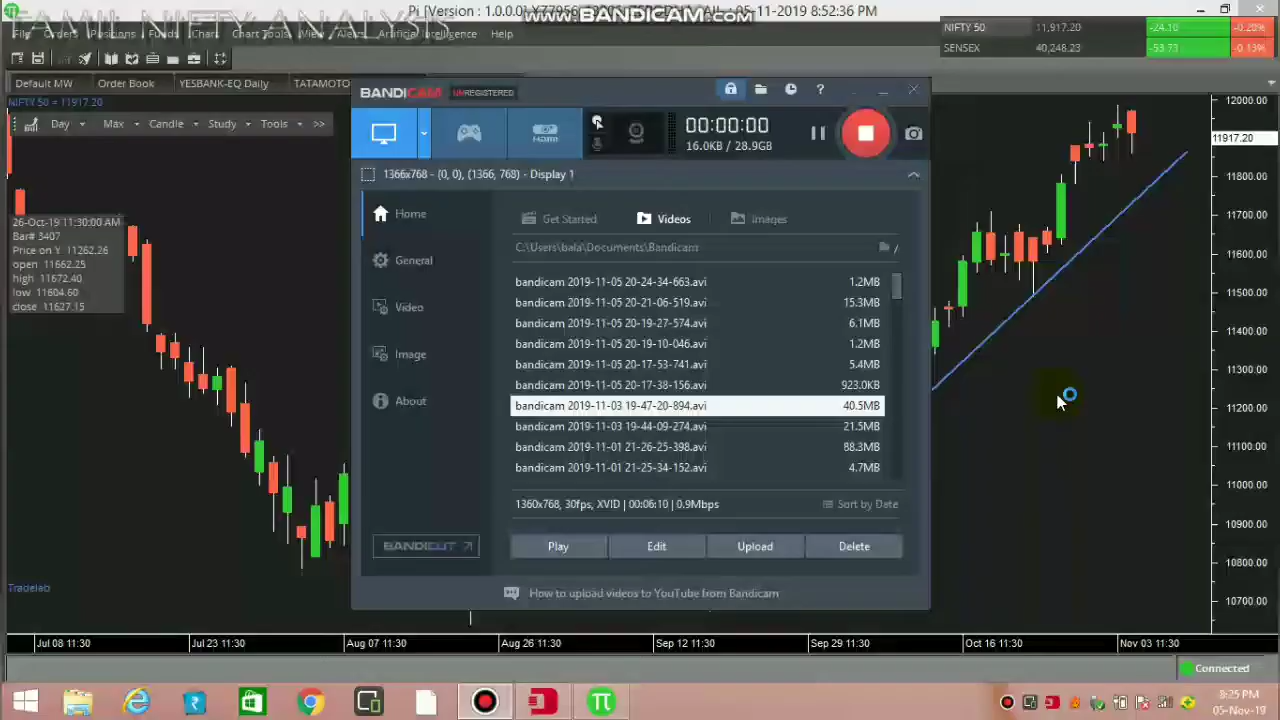 TAMIL NIFTY ANALYSIS
www.BANDICAM.com
05-11-2019 8:52:36 PM
Orders Positions Funds Chart Chart Tools View Alerts Artificial Intelligence Help
NIFTY 50 11,917.20 -24.10 -0.20%
SENSEX 40,248.23 -53.73 -0.13%
Default MW Order Book YESBANK-EQ Daily TATAMOTO
NIFTY 50 = 11917.20
Day Max Candle Study Tools >>
BANDICAM UNREGISTERED
00:00:00
16.0KB / 28.9GB
HDMI
1366x768 - (0, 0), (1366, 768) - Display 1
Home
General
Video
Image
About
Get Started Videos Images
C:\Users\bala\Documents\Bandicam
bandicam 2019-11-05 20-24-34-663.avi 1.2MB
bandicam 2019-11-05 20-21-06-519.avi 15.3MB
bandicam 2019-11-05 20-19-27-574.avi 6.1MB
bandicam 2019-11-05 20-19-10-046.avi 1.2MB
bandicam 2019-11-05 20-17-53-741.avi 5.4MB
bandicam 2019-11-05 20-17-38-156.avi 923.0KB
bandicam 2019-11-03 19-47-20-894.avi 40.5MB
bandicam 2019-11-03 19-44-09-274.avi 21.5MB
bandicam 2019-11-01 21-26-25-398.avi 88.3MB
bandicam 2019-11-01 21-25-34-152.avi 4.7MB
1360x768, 30fps, XVID | 00:06:10 | 0.9Mbps Sort by Date
BANDICUT
Play Edit Upload Delete
How to upload videos to YouTube from Bandicam
26-Oct-19 11:30:00 AM
Bar# 3407
Price on Y 11262.26
open 11662.25
high 11672.40
low 11604.60
close 11627.15
Tradelab
12000.00
11917.20
11800.00
11700.00
11600.00
11500.00
11400.00
11300.00
11200.00
11100.00
11000.00
10900.00
10800.00
10700.00
Jul 08 11:30 Jul 23 11:30 Aug 07 11:30 Aug 26 11:30 Sep 12 11:30 Sep 29 11:30 Oct 16 11:30 Nov 03 11:30
Connected
8:25 PM
05-Nov-19